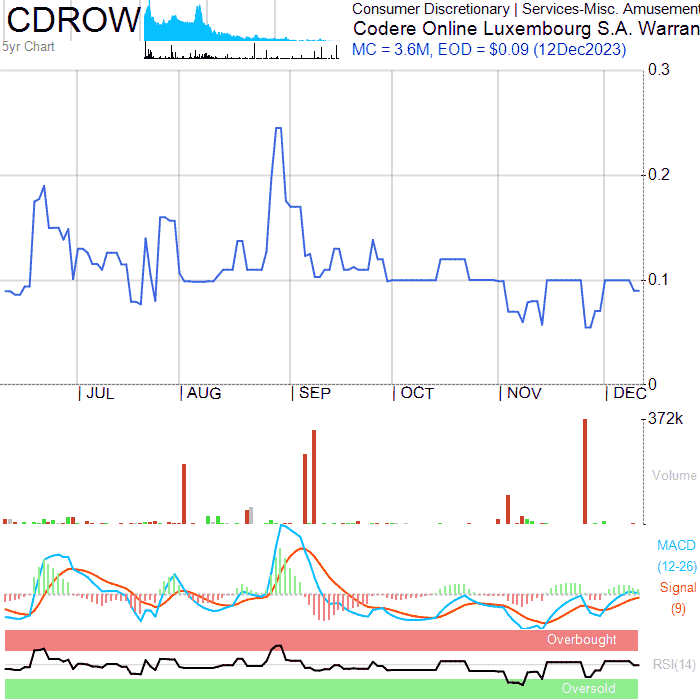 CDROW
5yr Chart
Consumer Discretionary | Services-Misc. Amusement
Codere Online Luxembourg S.A. Warran
MC = 3.6M, EOD = $0.09 (12Dec2023)
0.3
0.2
0.1
0
| JUL | AUG | SEP | OCT | NOV | DEC
372k
Volume
MACD
(12-26)
Signal
(9)
Overbought
RSI(14)
Oversold